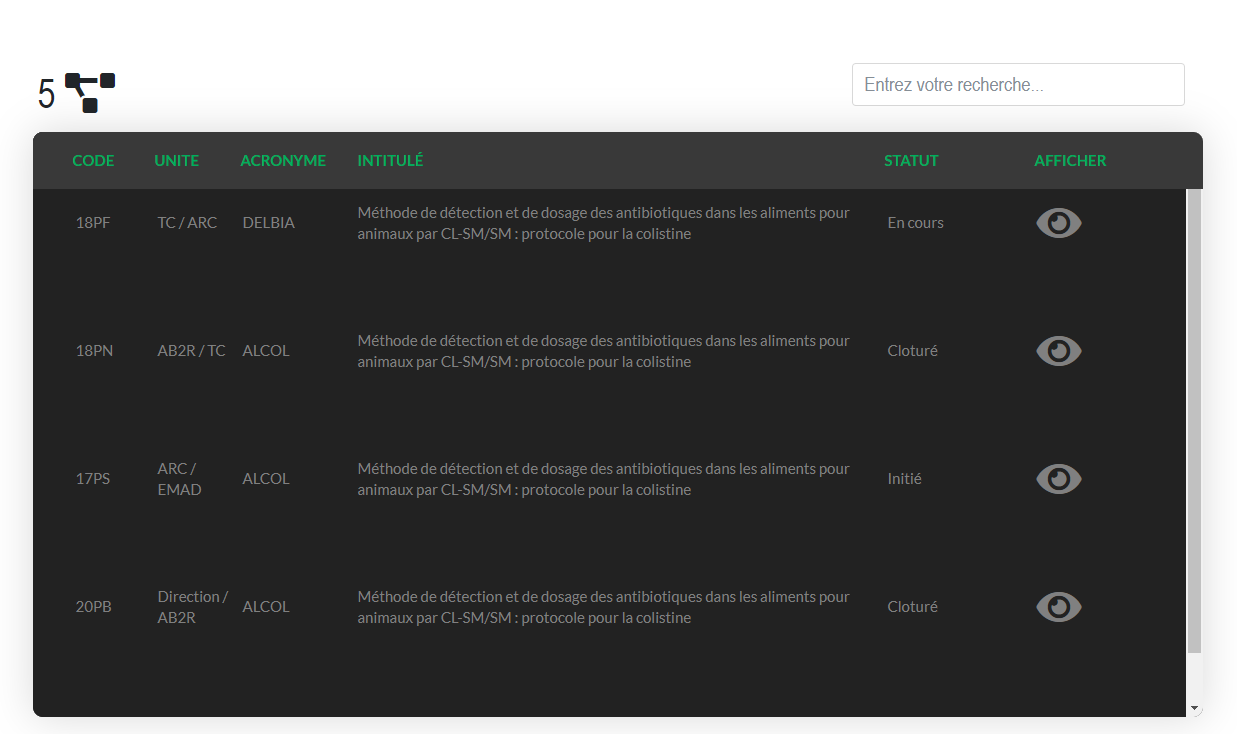 5
Entrez votre recherche...
CODE UNITE ACRONYME INTITULÉ STATUT AFFICHER
18PF TC / ARC DELBIA Méthode de détection et de dosage des antibiotiques dans les aliments pour
animaux par CL-SM/SM : protocole pour la colistine En cours
18PN AB2R / TC ALCOL Méthode de détection et de dosage des antibiotiques dans les aliments pour
animaux par CL-SM/SM : protocole pour la colistine Cloturé
17PS ARC /
EMAD ALCOL Méthode de détection et de dosage des antibiotiques dans les aliments pour
animaux par CL-SM/SM : protocole pour la colistine Initié
20PB Direction /
AB2R ALCOL Méthode de détection et de dosage des antibiotiques dans les aliments pour
animaux par CL-SM/SM : protocole pour la colistine Cloturé